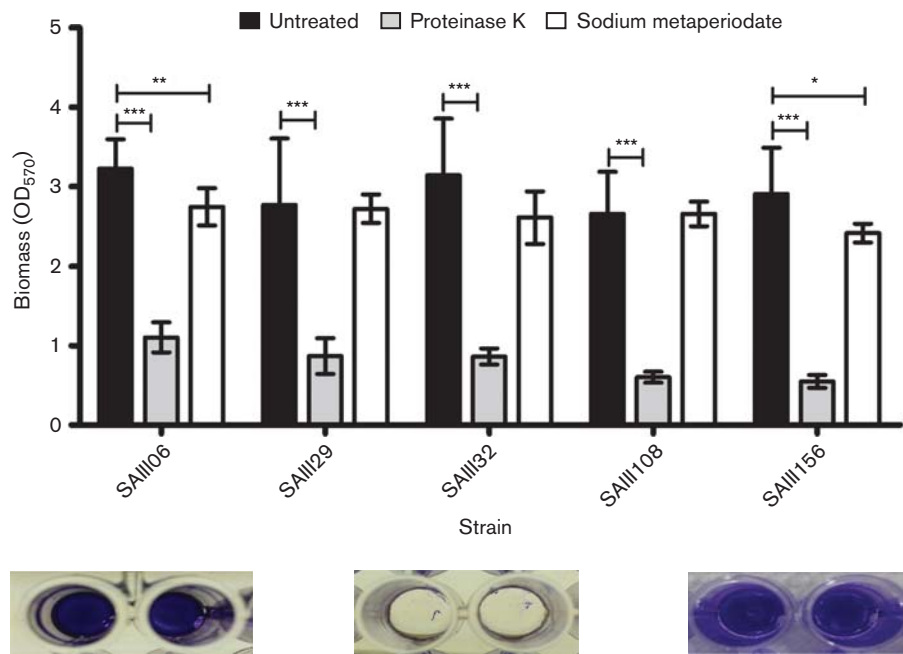 5
Untreated Proteinase K Sodium metaperiodate
**
*
***
***
***
***
***
4
3
2
1
0
Biomass (OD570)
SAIII06
SAIII29
SAIII32
SAIII108
SAIII156
Strain